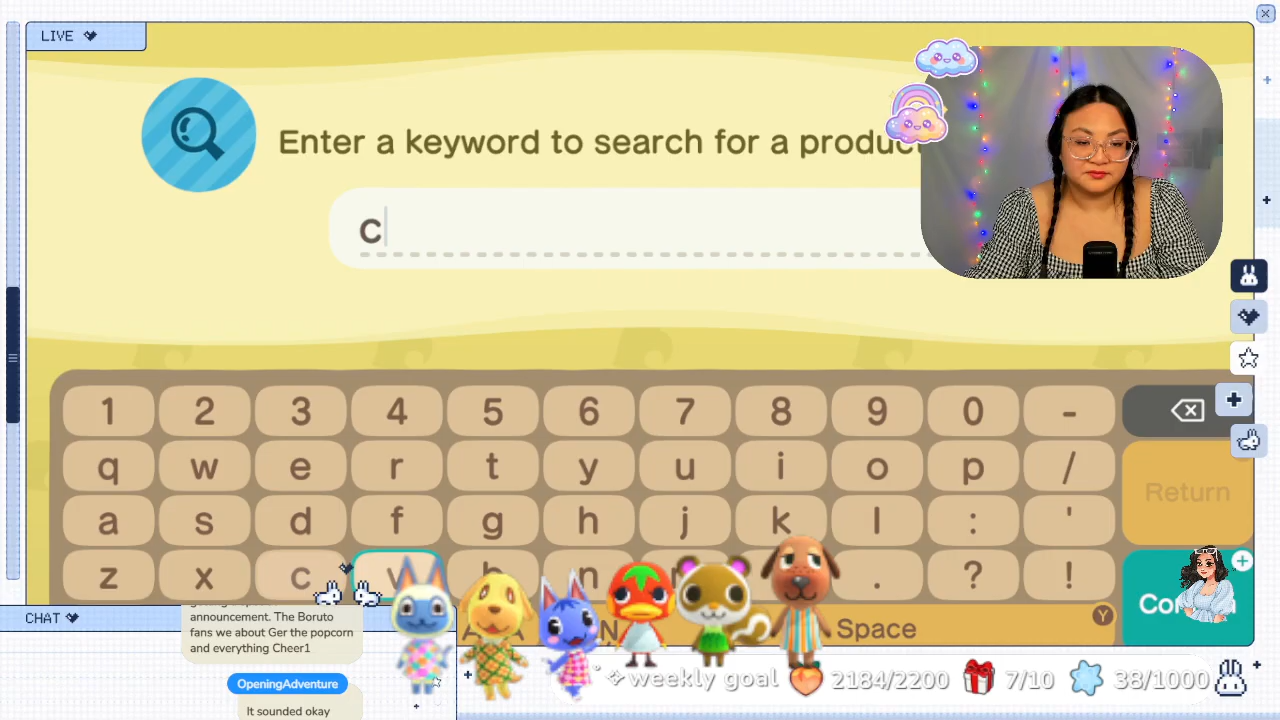 LIVE
Enter a keyword to search for a product
c
1 2 3 4 5 6 7 8 9 0 -
q w e r t y u i o p /
Return
a s d f g h j k l : '
z x c v b n . ? !
Space Y
CHAT
announcement. The Boruto
fans we about Ger the popcorn
and everything Cheer1
OpeningAdventure
It sounded okay
weekly goal 2184/2200 7/10 38/1000